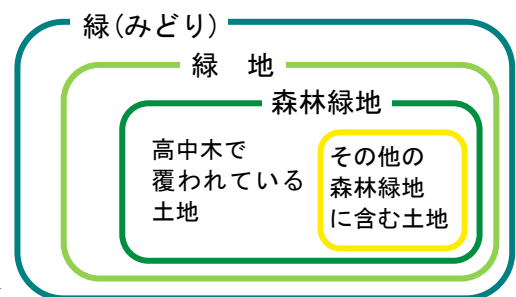 緑(みどり)
緑　地
森林緑地
高中木で
覆われている
土地
その他の
森林緑地
に含む土地